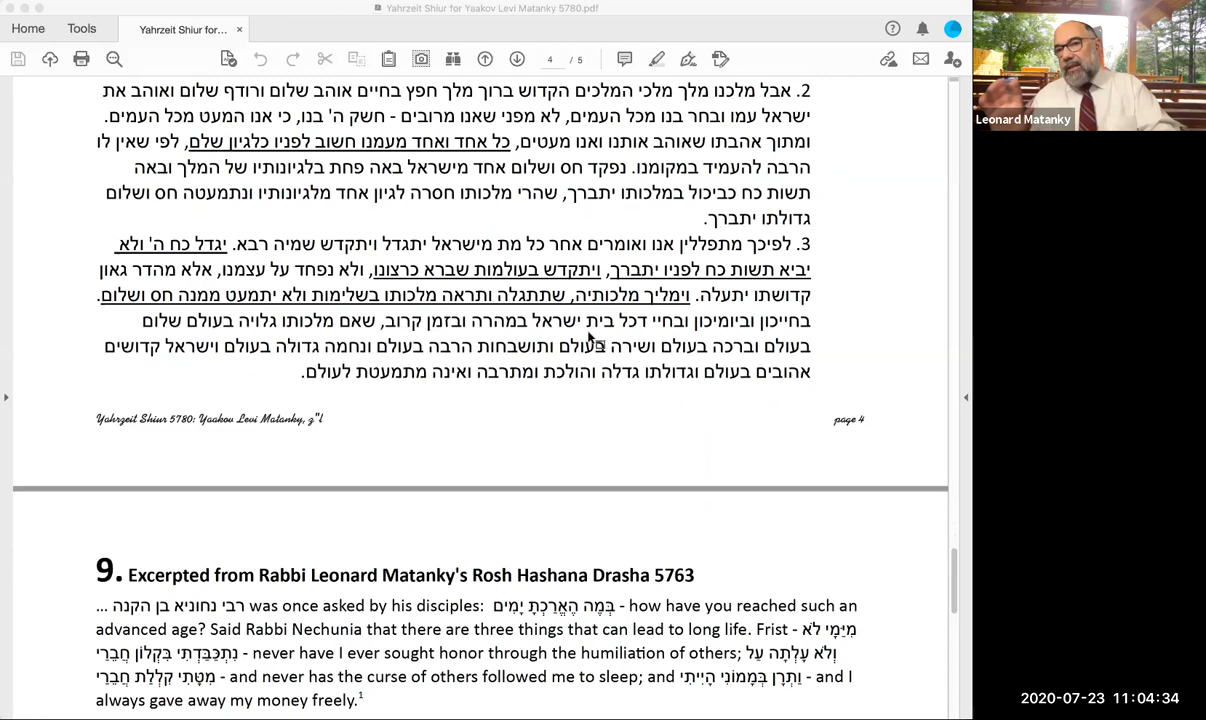 Yahrzeit Shiur for Yaakov Levi Matanky 5780.pdf
Home Tools Yahrzeit Shiur for... ×
4 / 5
2. אבל מלכנו מלך מלכי המלכים הקדוש ברוך מלך חפץ בחיים אוהב שלום ורודף שלום ואוהב את
ישראל עמו ובחר בנו מכל העמים, לא מפני שאנו מרובים - חשק ה' בנו, כי אנו המעט מכל העמים.
ומתוך אהבתו שאוהב אותנו ואנו מעטים, כל אחד ואחד מעמנו חשוב לפניו כלגיון שלם, לפי שאין לו
הרבה להעמיד במקומנו. נפקד חס ושלום אחד מישראל באה פחת בלגיונותיו של המלך ובאה
תשות כח כביכול במלכותו יתברך, שהרי מלכותו חסרה לגיון אחד מלגיונותיו ונתמעטה חס ושלום
גדולתו יתברך.
3. לפיכך מתפללין אנו ואומרים אחר כל מת מישראל יתגדל ויתקדש שמיה רבא. יגדל כח ה' ולא
יביא תשות כח לפניו יתברך, ויתקדש בעולמות שברא כרצונו, ולא נפחד על עצמנו, אלא מהדר גאון
קדושתו יתעלה. וימליך מלכותיה, שתתגלה ותראה מלכותו בשלימות ולא יתמעט ממנה חס ושלום.
בחייכון וביומיכון ובחיי דכל בית ישראל במהרה ובזמן קרוב, שאם מלכותו גלויה בעולם שלום
בעולם וברכה בעולם ושירה בעולם ותושבחות הרבה בעולם ונחמה גדולה בעולם וישראל קדושים
אהובים בעולם וגדולתו גדלה והולכת ומתרבה ואינה מתמעטת לעולם.
Yahrzeit Shiur 5780: Yaakov Levi Matanky, z"l page 4
9. Excerpted from Rabbi Leonard Matanky's Rosh Hashana Drasha 5763
... רבי נחוניא בן הקנה was once asked by his disciples: בְּמֶה הֶאֱרַכְתָּ יָמִים - how have you reached such an
advanced age? Said Rabbi Nechunia that there are three things that can lead to long life. Frist - מִיָּמַי לֹא
נִתְכַּבַּדְתִּי בִּקְלוֹן חֲבֵרַי - never have I ever sought honor through the humiliation of others; וְלֹא עָלְתָה עַל
מִטָּתִי קִלְלַת חֲבֵרַי - and never has the curse of others followed me to sleep; and וַתְּרָן בְּמָמוֹנִי הָיִיתִי - and I
always gave away my money freely.1
Leonard Matanky
2020-07-23 11:04:34